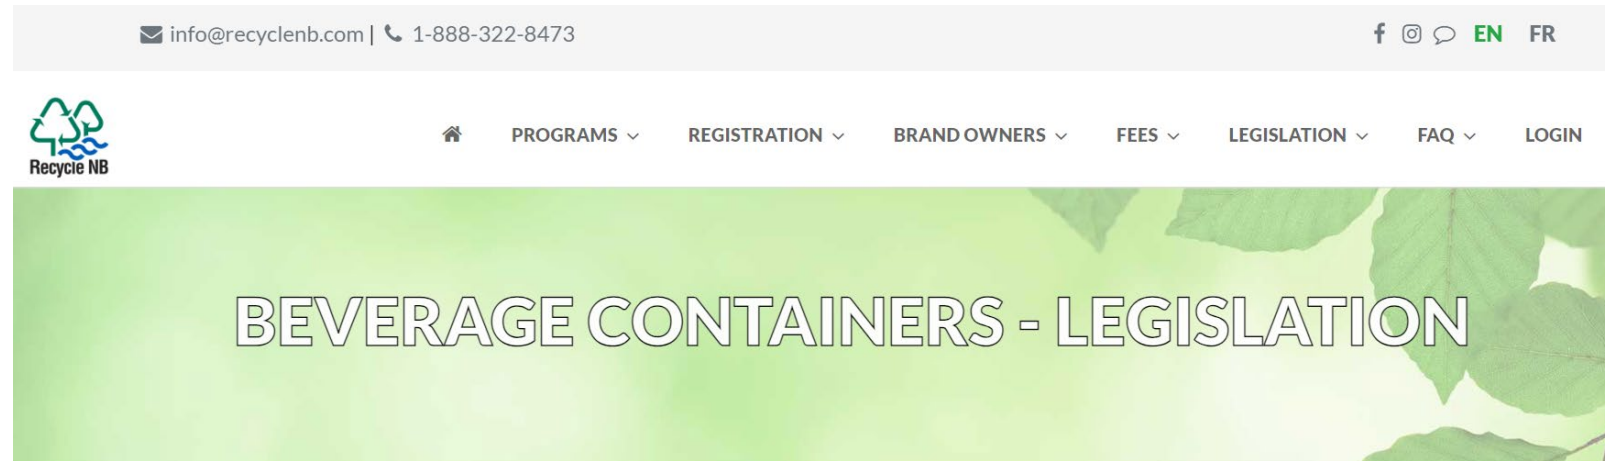 info@recyclenb.com | 1-888-322-8473 EN FR
Recycle NB
PROGRAMS REGISTRATION BRAND OWNERS FEES LEGISLATION FAQ LOGIN
BEVERAGE CONTAINERS - LEGISLATION